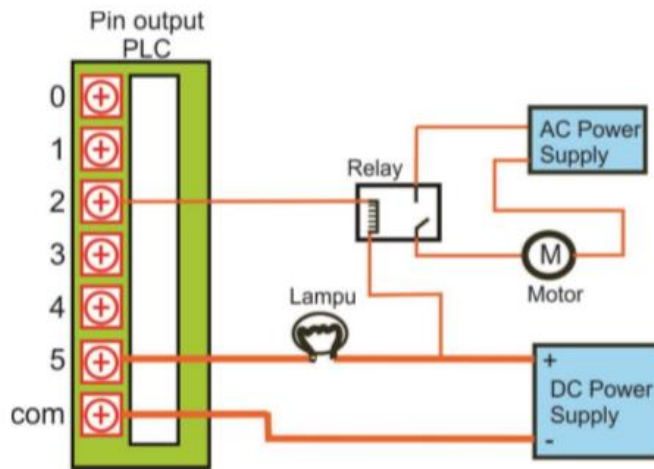 Pin output
PLC
0
1
2
3
4
5
com
Relay
AC Power
Supply
M
Motor
Lampu
+
DC Power
Supply
-